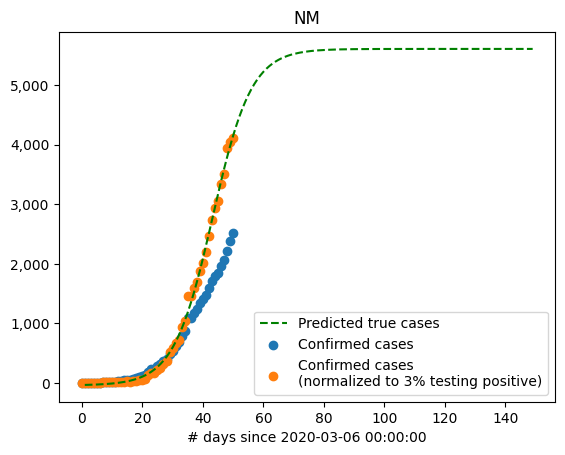 NM
5,000
4,000
3,000
2,000
1,000
0
0 20 40 60 80 100 120 140
# days since 2020-03-06 00:00:00
Predicted true cases
Confirmed cases
Confirmed cases
(normalized to 3% testing positive)